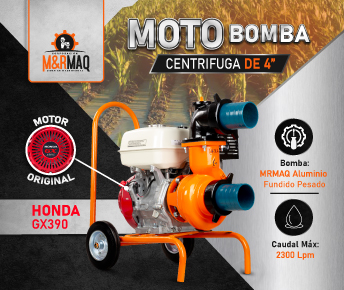 M&RMAQ
MOTO BOMBA
CENTRIFUGA DE 4"
MOTOR
ORIGINAL
HONDA
GX390
Bomba:
MRMAQ Aluminio
Fundido Pesado
Caudal Máx:
2300 Lpm